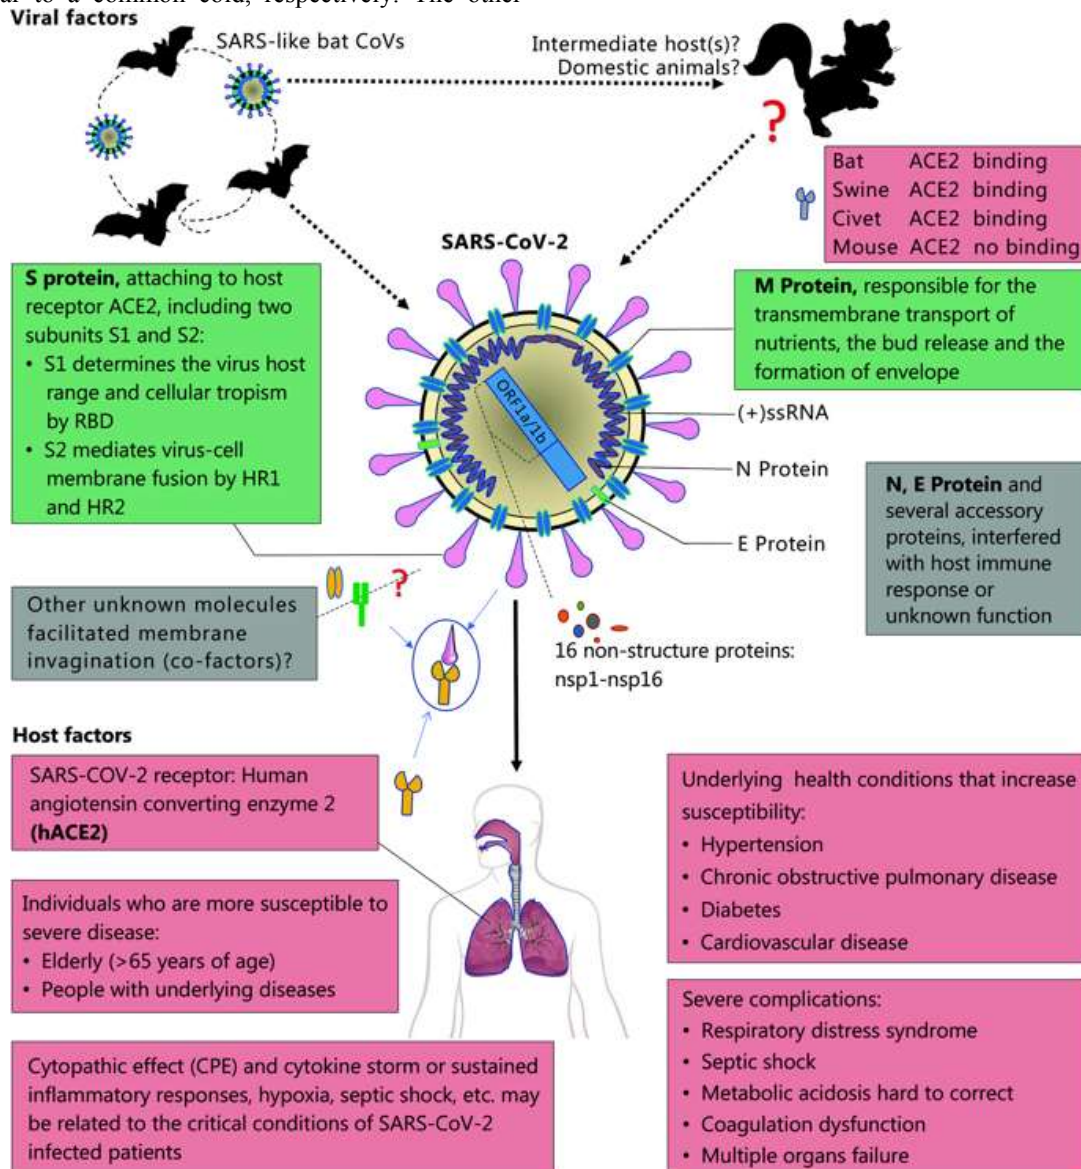 ar to a common cold, respectively. The other
Viral factors
SARS-like bat CoVs
Intermediate host(s)?
Domestic animals?
?
Bat ACE2 binding
Swine ACE2 binding
Civet ACE2 binding
Mouse ACE2 no binding
SARS-CoV-2
S protein, attaching to host
receptor ACE2, including two
subunits S1 and S2:
• S1 determines the virus host
range and cellular tropism
by RBD
• S2 mediates virus-cell
membrane fusion by HR1
and HR2
M Protein, responsible for the
transmembrane transport of
nutrients, the bud release and the
formation of envelope
ORF1a/1b
(+)ssRNA
N Protein
E Protein
N, E Protein and
several accessory
proteins, interfered
with host immune
response or
unknown function
?
Other unknown molecules
facilitated membrane
invagination (co-factors)?
16 non-structure proteins:
nsp1-nsp16
Host factors
SARS-COV-2 receptor: Human
angiotensin converting enzyme 2
(hACE2)
Individuals who are more susceptible to
severe disease:
• Elderly (>65 years of age)
• People with underlying diseases
Cytopathic effect (CPE) and cytokine storm or sustained
inflammatory responses, hypoxia, septic shock, etc. may
be related to the critical conditions of SARS-CoV-2
infected patients
Underlying health conditions that increase
susceptibility:
• Hypertension
• Chronic obstructive pulmonary disease
• Diabetes
• Cardiovascular disease
Severe complications:
• Respiratory distress syndrome
• Septic shock
• Metabolic acidosis hard to correct
• Coagulation dysfunction
• Multiple organs failure